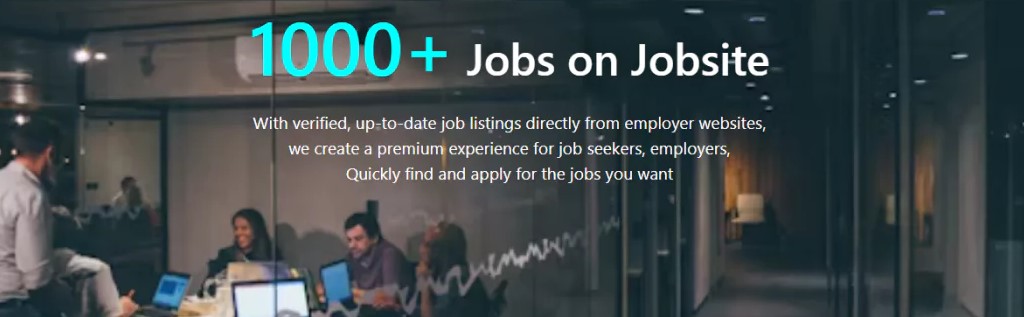 1000+ Jobs on Jobsite
With verified, up-to-date job listings directly from employer websites,
we create a premium experience for job seekers, employers,
Quickly find and apply for the jobs you want